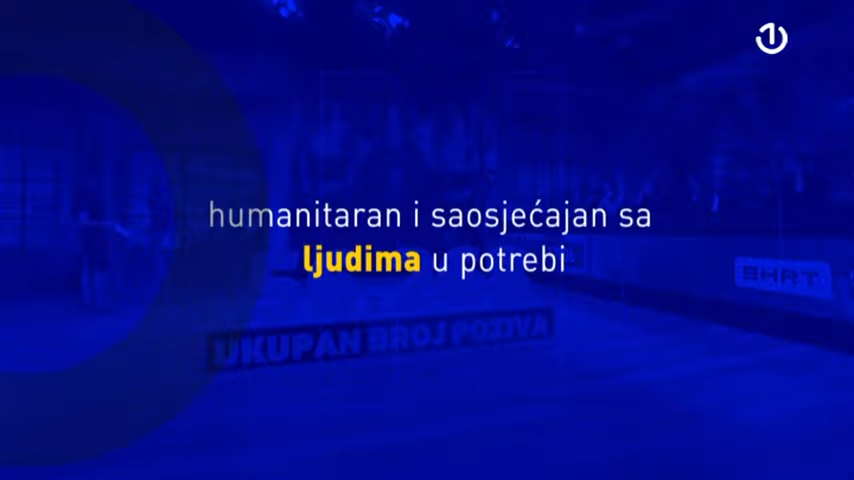 humanitaran i saosjećajan sa
ljudima u potrebi
BHRT
UKUPAN BROJ POZIVA